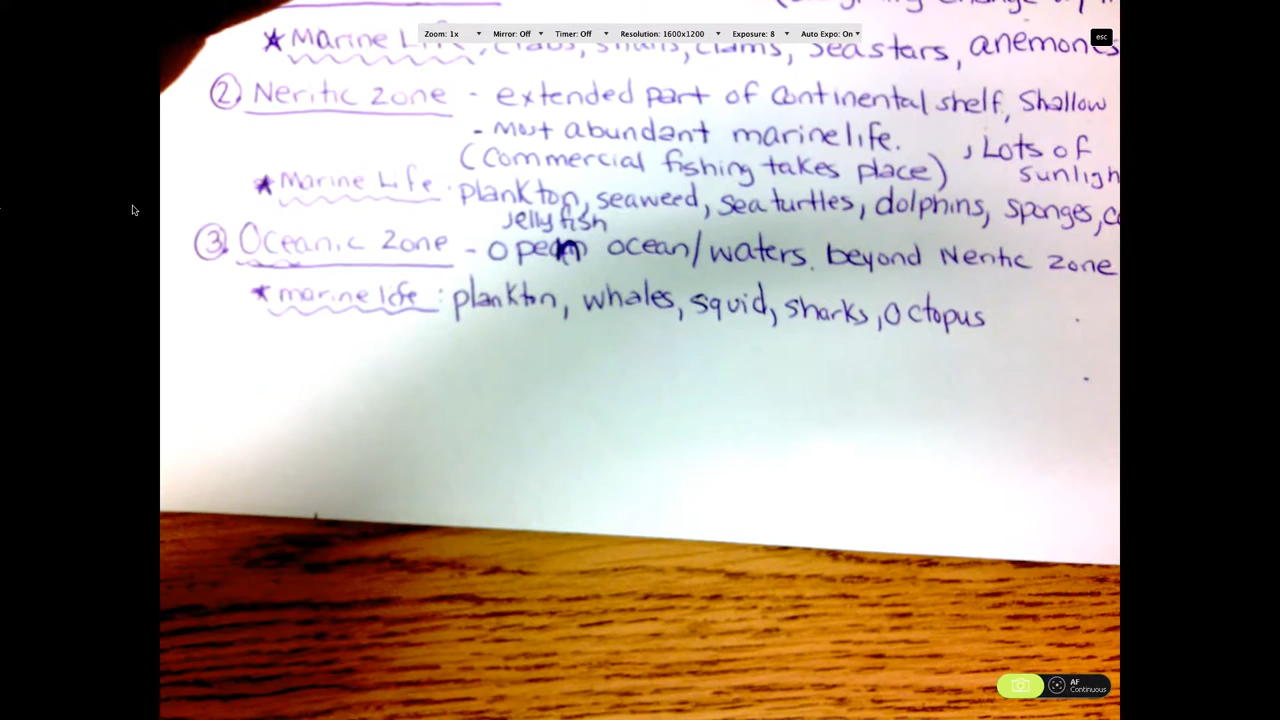 Zoom: 1x Mirror: Off Timer: Off Resolution: 1600x1200 Exposure: 8 Auto Expo: On
esc
★ Marine Life, crabs, snails, clams, Sea stars, anemones
② Neritic zone - extended part of Continental shelf, Shallow
- Most abundant marine life. , Lots of
(Commercial fishing takes place) sunligh
★ Marine Life: plankton, seaweed, sea turtles, dolphins, sponges,
Jelly fish
③ Oceanic Zone - open ocean/waters. beyond Neritic zone
* marine life: plankton, whales, squid, sharks, Octopus
AF
Continuous